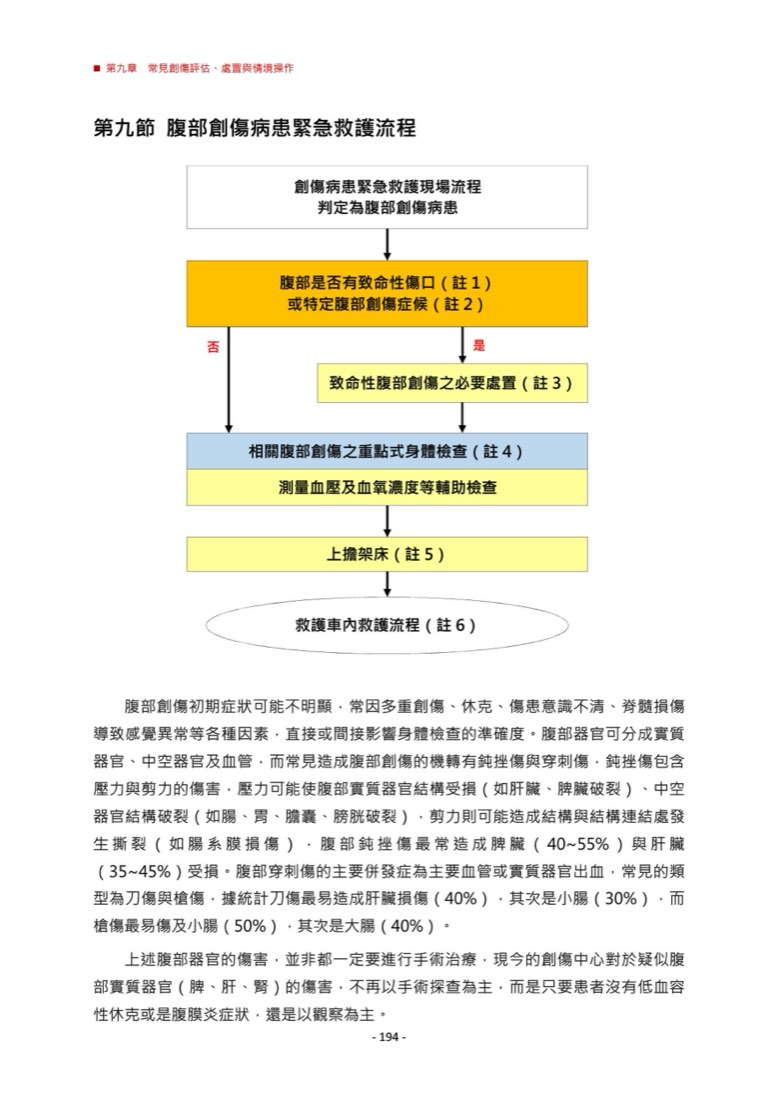 ■ 第九章　常見創傷評估、處置與情境操作
第九節 腹部創傷病患緊急救護流程
創傷病患緊急救護現場流程
判定為腹部創傷病患
腹部是否有致命性傷口（註 1）
或特定腹部創傷症候（註 2）
否
是
致命性腹部創傷之必要處置（註 3）
相關腹部創傷之重點式身體檢查（註 4）
測量血壓及血氧濃度等輔助檢查
上擔架床（註 5）
救護車內救護流程（註 6）
腹部創傷初期症狀可能不明顯，常因多重創傷、休克、傷患意識不清、脊髓損傷
導致感覺異常等各種因素，直接或間接影響身體檢查的準確度。腹部器官可分成實質
器官、中空器官及血管，而常見造成腹部創傷的機轉有鈍挫傷與穿刺傷，鈍挫傷包含
壓力與剪力的傷害，壓力可能使腹部實質器官結構受損（如肝臟、脾臟破裂）、中空
器官結構破裂（如腸、胃、膽囊、膀胱破裂），剪力則可能造成結構與結構連結處發
生撕裂（如腸系膜損傷），腹部鈍挫傷最常造成脾臟（40~55%）與肝臟
（35~45%）受損。腹部穿刺傷的主要併發症為主要血管或實質器官出血，常見的類
型為刀傷與槍傷，據統計刀傷最易造成肝臟損傷（40%），其次是小腸（30%），而
槍傷最易傷及小腸（50%），其次是大腸（40%）。
上述腹部器官的傷害，並非都一定要進行手術治療，現今的創傷中心對於疑似腹
部實質器官（脾、肝、腎）的傷害，不再以手術探查為主，而是只要患者沒有低血容
性休克或是腹膜炎症狀，還是以觀察為主。
- 194 -